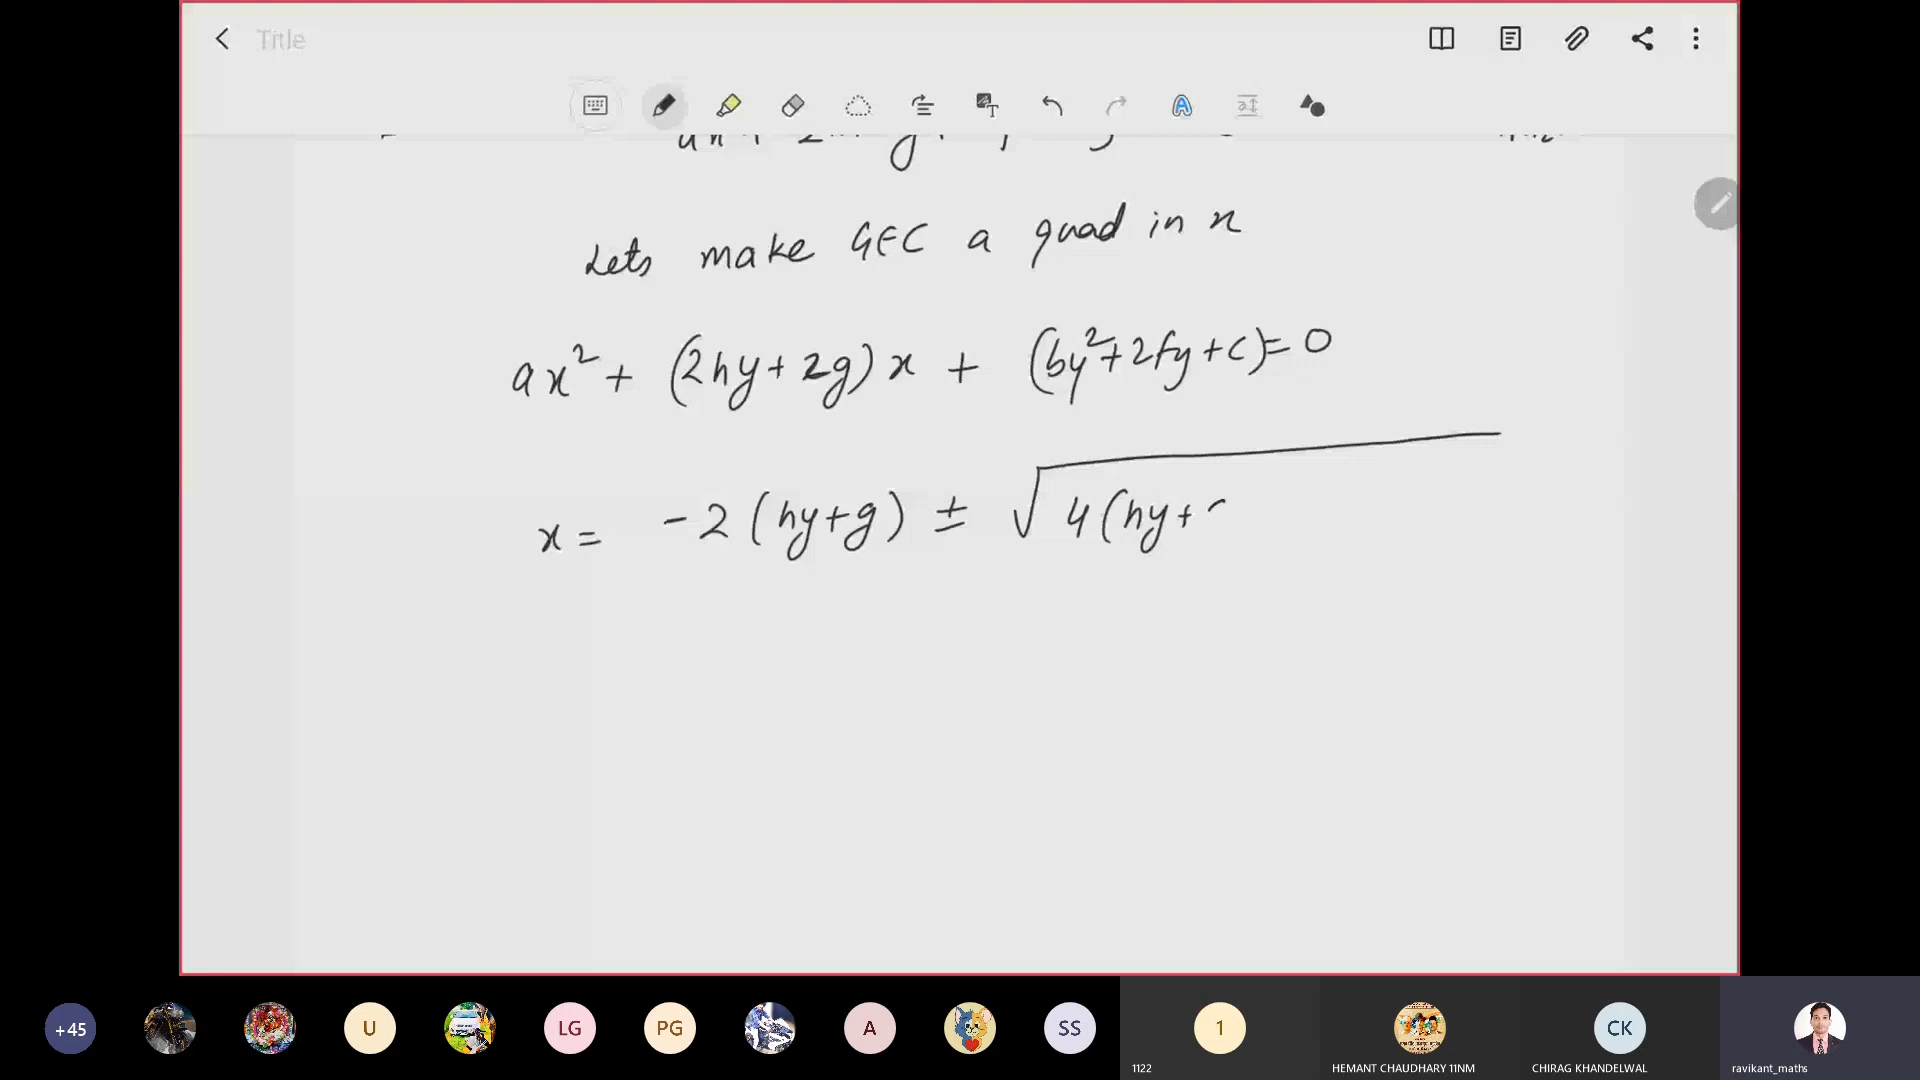 Title
Lets make GEC a quad in x
ax² + (2hy+2g)x + (by²+2fy+c)=0
x = -2(hy+g) ± √4(hy+
+45
U
LG
PG
A
SS
1
CK
1122
HEMANT CHAUDHARY 11NM
CHIRAG KHANDELWAL
ravikant_maths